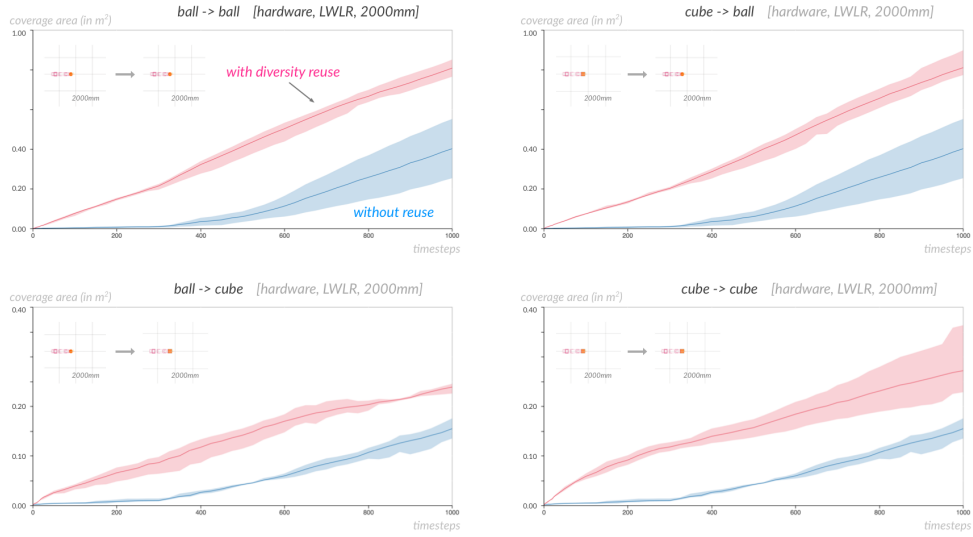 ball -> ball [hardware, LWLR, 2000mm]
coverage area (in m²)
1.00
0.40
0.20
0.00
2000mm
2000mm
with diversity reuse
without reuse
0 200 400 600 800 1000
timesteps
cube -> ball [hardware, LWLR, 2000mm]
coverage area (in m²)
1.00
0.40
0.20
0.00
2000mm
2000mm
0 200 400 600 800 1000
timesteps
ball -> cube [hardware, LWLR, 2000mm]
coverage area (in m²)
0.40
0.20
0.10
0.00
2000mm
2000mm
0 200 400 600 800 1000
timesteps
cube -> cube [hardware, LWLR, 2000mm]
coverage area (in m²)
0.40
0.20
0.10
0.00
2000mm
2000mm
0 200 400 600 800 1000
timesteps